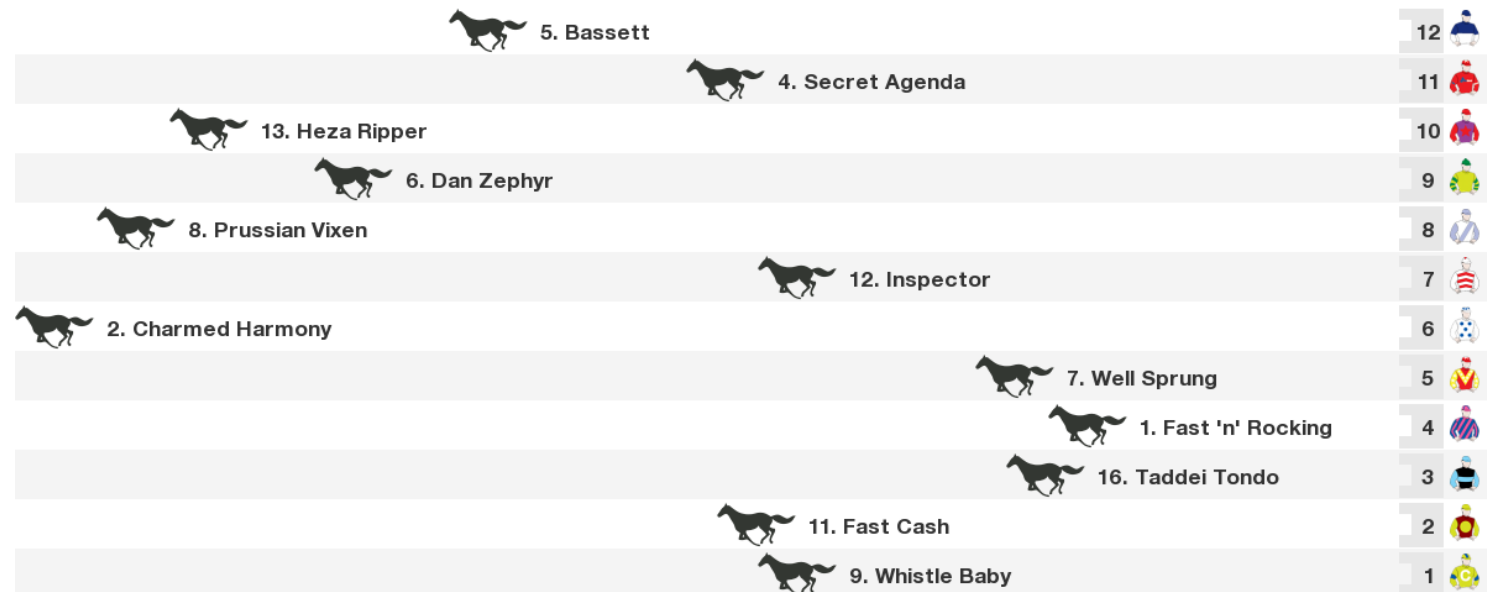 5. Bassett 12
4. Secret Agenda 11
13. Heza Ripper 10
6. Dan Zephyr 9
8. Prussian Vixen 8
12. Inspector 7
2. Charmed Harmony 6
7. Well Sprung 5
1. Fast 'n' Rocking 4
16. Taddei Tondo 3
11. Fast Cash 2
9. Whistle Baby 1 C